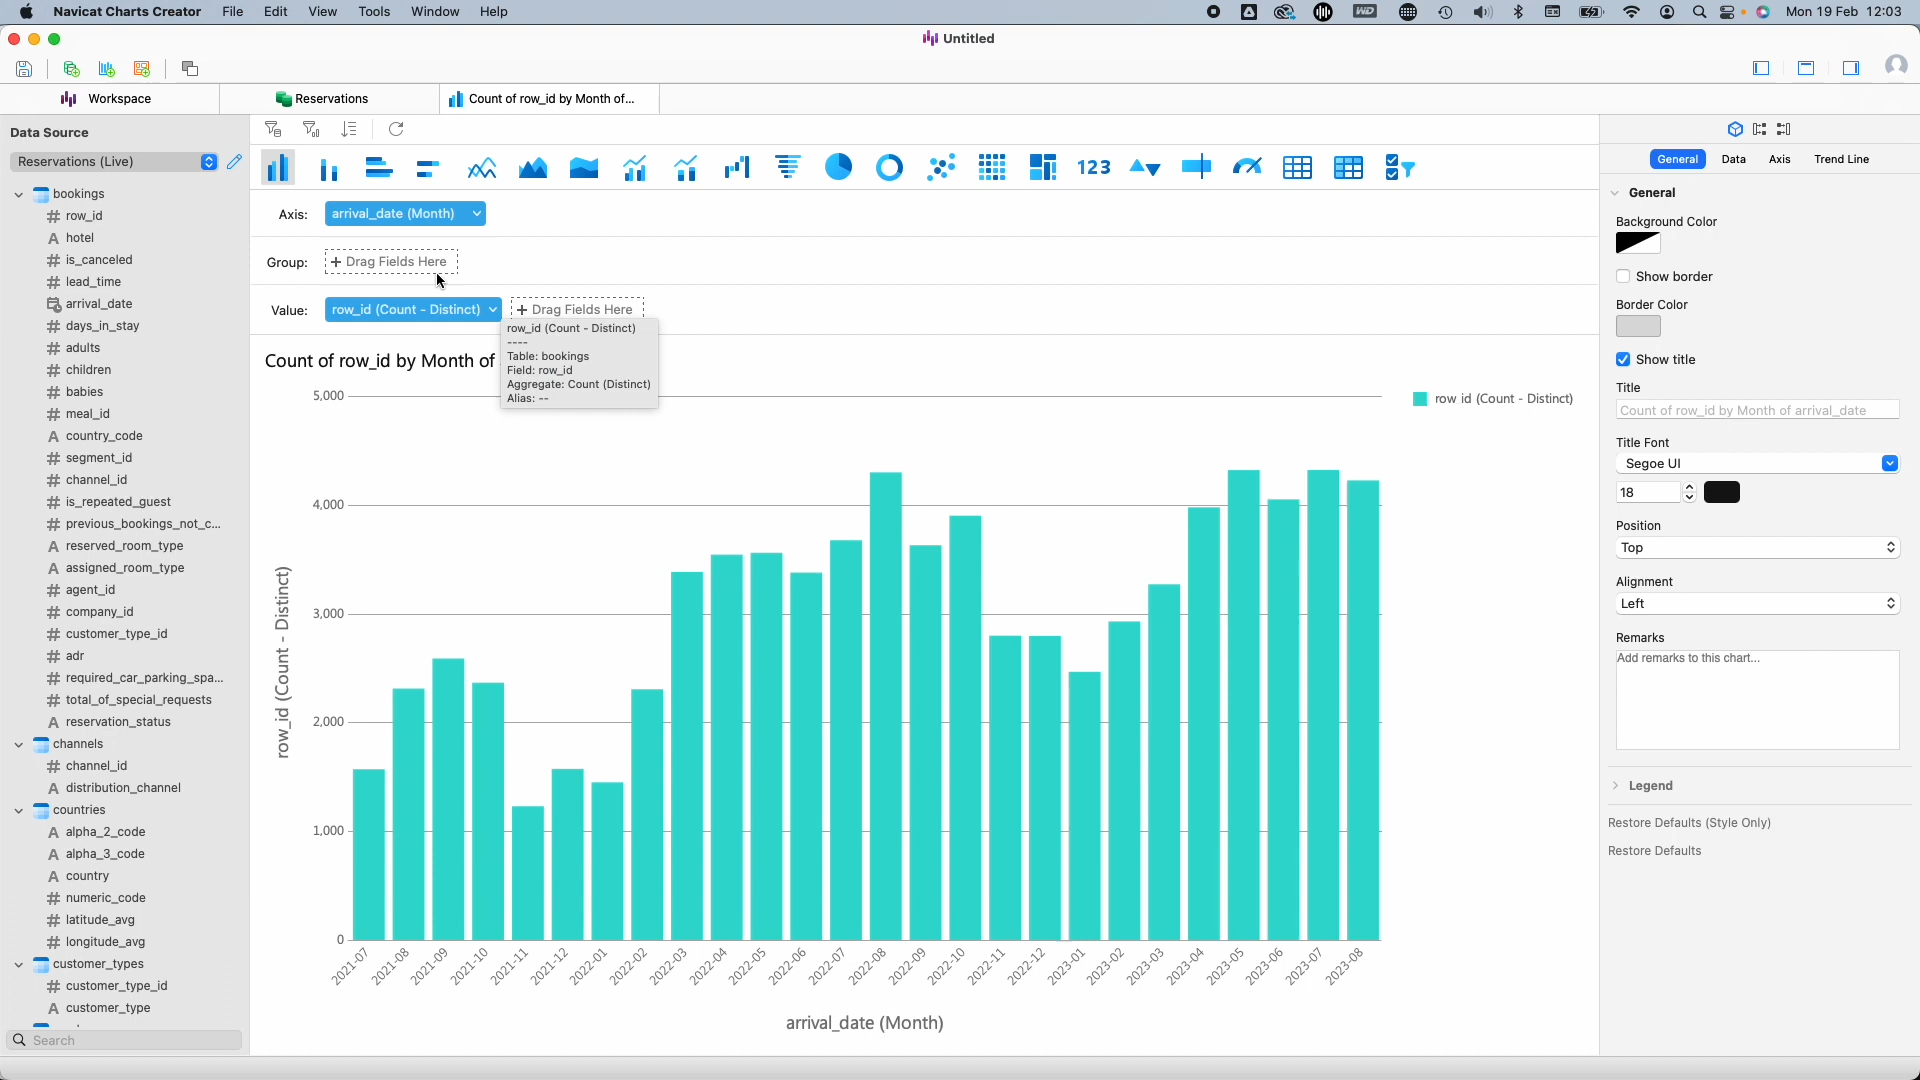 Navicat Charts Creator File Edit View Tools Window Help
WD
Mon 19 Feb 12:03
Untitled
Workspace
Reservations
Count of row_id by Month of...
Data Source
Reservations (Live)
bookings
row_id
hotel
is_canceled
lead_time
arrival_date
days_in_stay
adults
children
babies
meal_id
country_code
segment_id
channel_id
is_repeated_guest
previous_bookings_not_c...
reserved_room_type
assigned_room_type
agent_id
company_id
customer_type_id
adr
required_car_parking_spa...
total_of_special_requests
reservation_status
channels
channel_id
distribution_channel
countries
alpha_2_code
alpha_3_code
country
numeric_code
latitude_avg
longitude_avg
customer_types
customer_type_id
customer_type
Search
123
Axis: arrival_date (Month)
Group: + Drag Fields Here
Value: row_id (Count - Distinct) + Drag Fields Here
row_id (Count - Distinct)
----
Table: bookings
Field: row_id
Aggregate: Count (Distinct)
Alias: --
Count of row_id by Month of
row id (Count - Distinct)
row_id (Count - Distinct)
5,000
4,000
3,000
2,000
1,000
0
2021-07 2021-08 2021-09 2021-10 2021-11 2021-12 2022-01 2022-02 2022-03 2022-04 2022-05 2022-06 2022-07 2022-08 2022-09 2022-10 2022-11 2022-12 2023-01 2023-02 2023-03 2023-04 2023-05 2023-06 2023-07 2023-08
arrival_date (Month)
General Data Axis Trend Line
General
Background Color
Show border
Border Color
Show title
Title
Count of row_id by Month of arrival_date
Title Font
Segoe UI
18
Position
Top
Alignment
Left
Remarks
Add remarks to this chart...
Legend
Restore Defaults (Style Only)
Restore Defaults